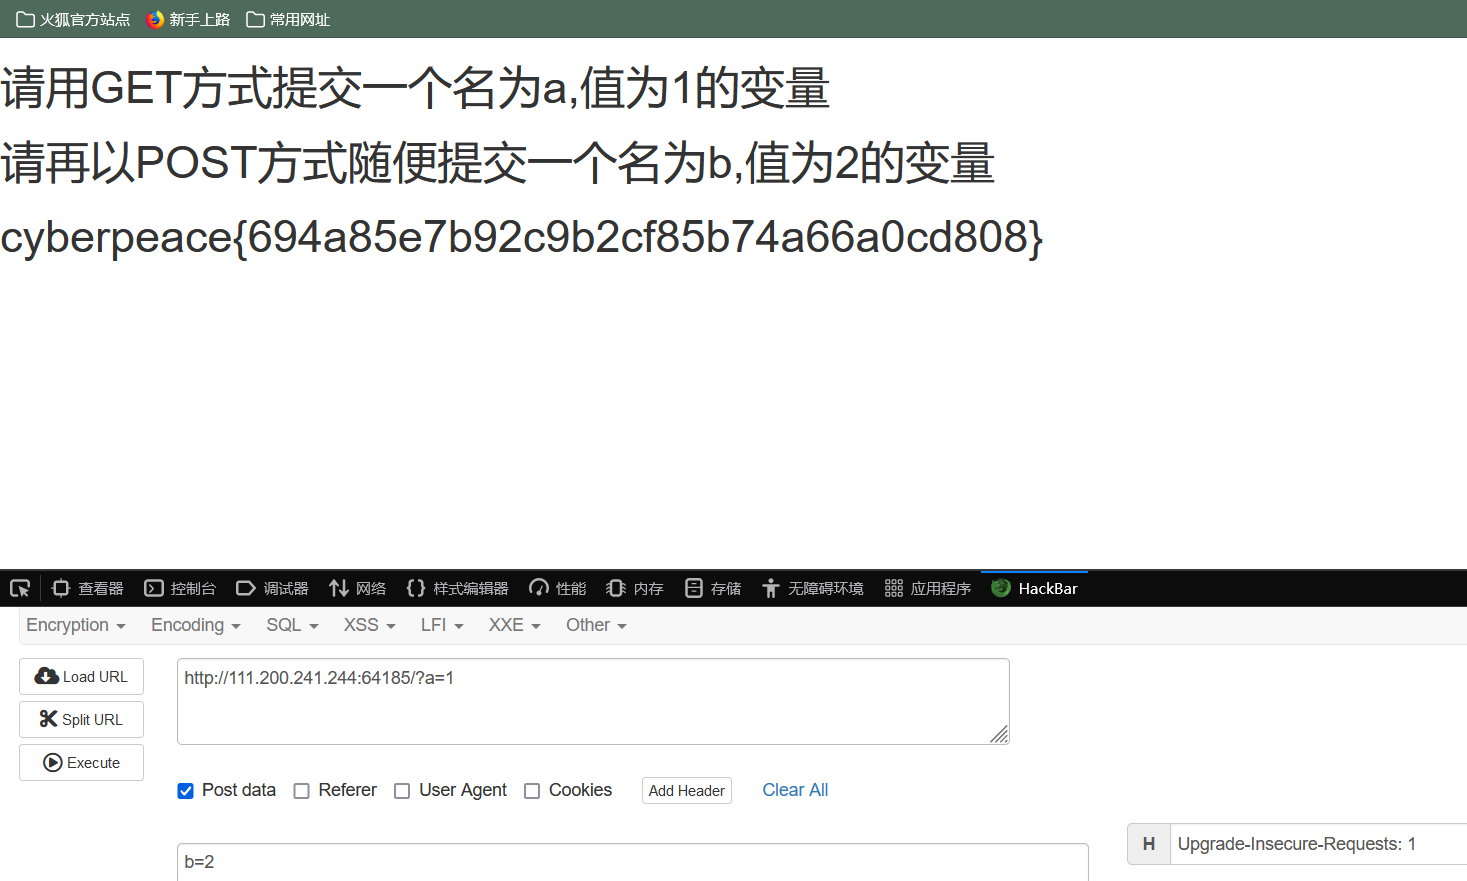 火狐官方站点 新手上路 常用网址
请用GET方式提交一个名为a,值为1的变量
请再以POST方式随便提交一个名为b,值为2的变量
cyberpeace{694a85e7b92c9b2cf85b74a66a0cd808}
查看器 控制台 调试器 网络 样式编辑器 性能 内存 存储 无障碍环境 应用程序 HackBar
Encryption Encoding SQL XSS LFI XXE Other
Load URL
http://111.200.241.244:64185/?a=1
Split URL
Execute
Post data Referer User Agent Cookies Add Header Clear All
H Upgrade-Insecure-Requests: 1
b=2